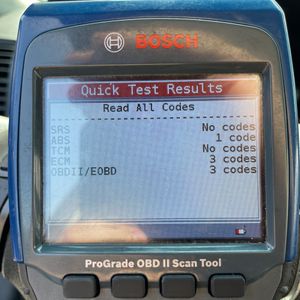 BOSCH
Quick Test Results
Read All Codes
SRS No codes
ABS 1 code
TCM No codes
ECM 3 codes
OBDII/EOBD 3 codes
ProGrade OBD II Scan Tool